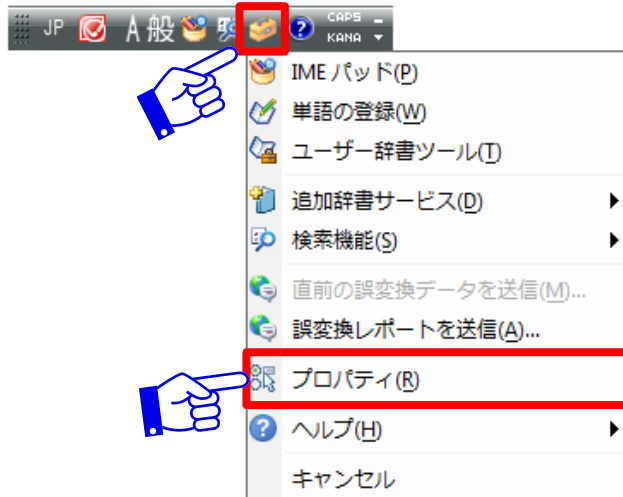 JP A 般 CAPS
KANA
IME パッド(P)
単語の登録(W)
ユーザー辞書ツール(T)
追加辞書サービス(D)
検索機能(S)
直前の誤変換データを送信(M)...
誤変換レポートを送信(A)...
プロパティ(R)
ヘルプ(H)
キャンセル